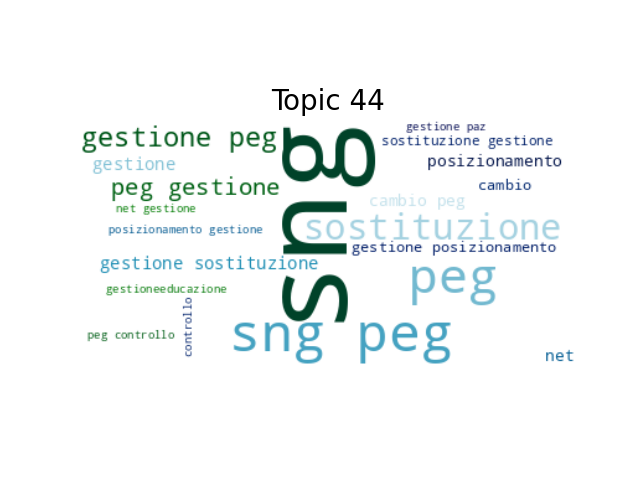 Topic 44
gestione peg
gestione
peg gestione
net gestione
posizionamento gestione
gestione sostituzione
gestioneeducazione
peg controllo
controllo
sng
sng peg
gestione paz
sostituzione gestione
posizionamento
cambio
cambio peg
sostituzione
gestione posizionamento
peg
net